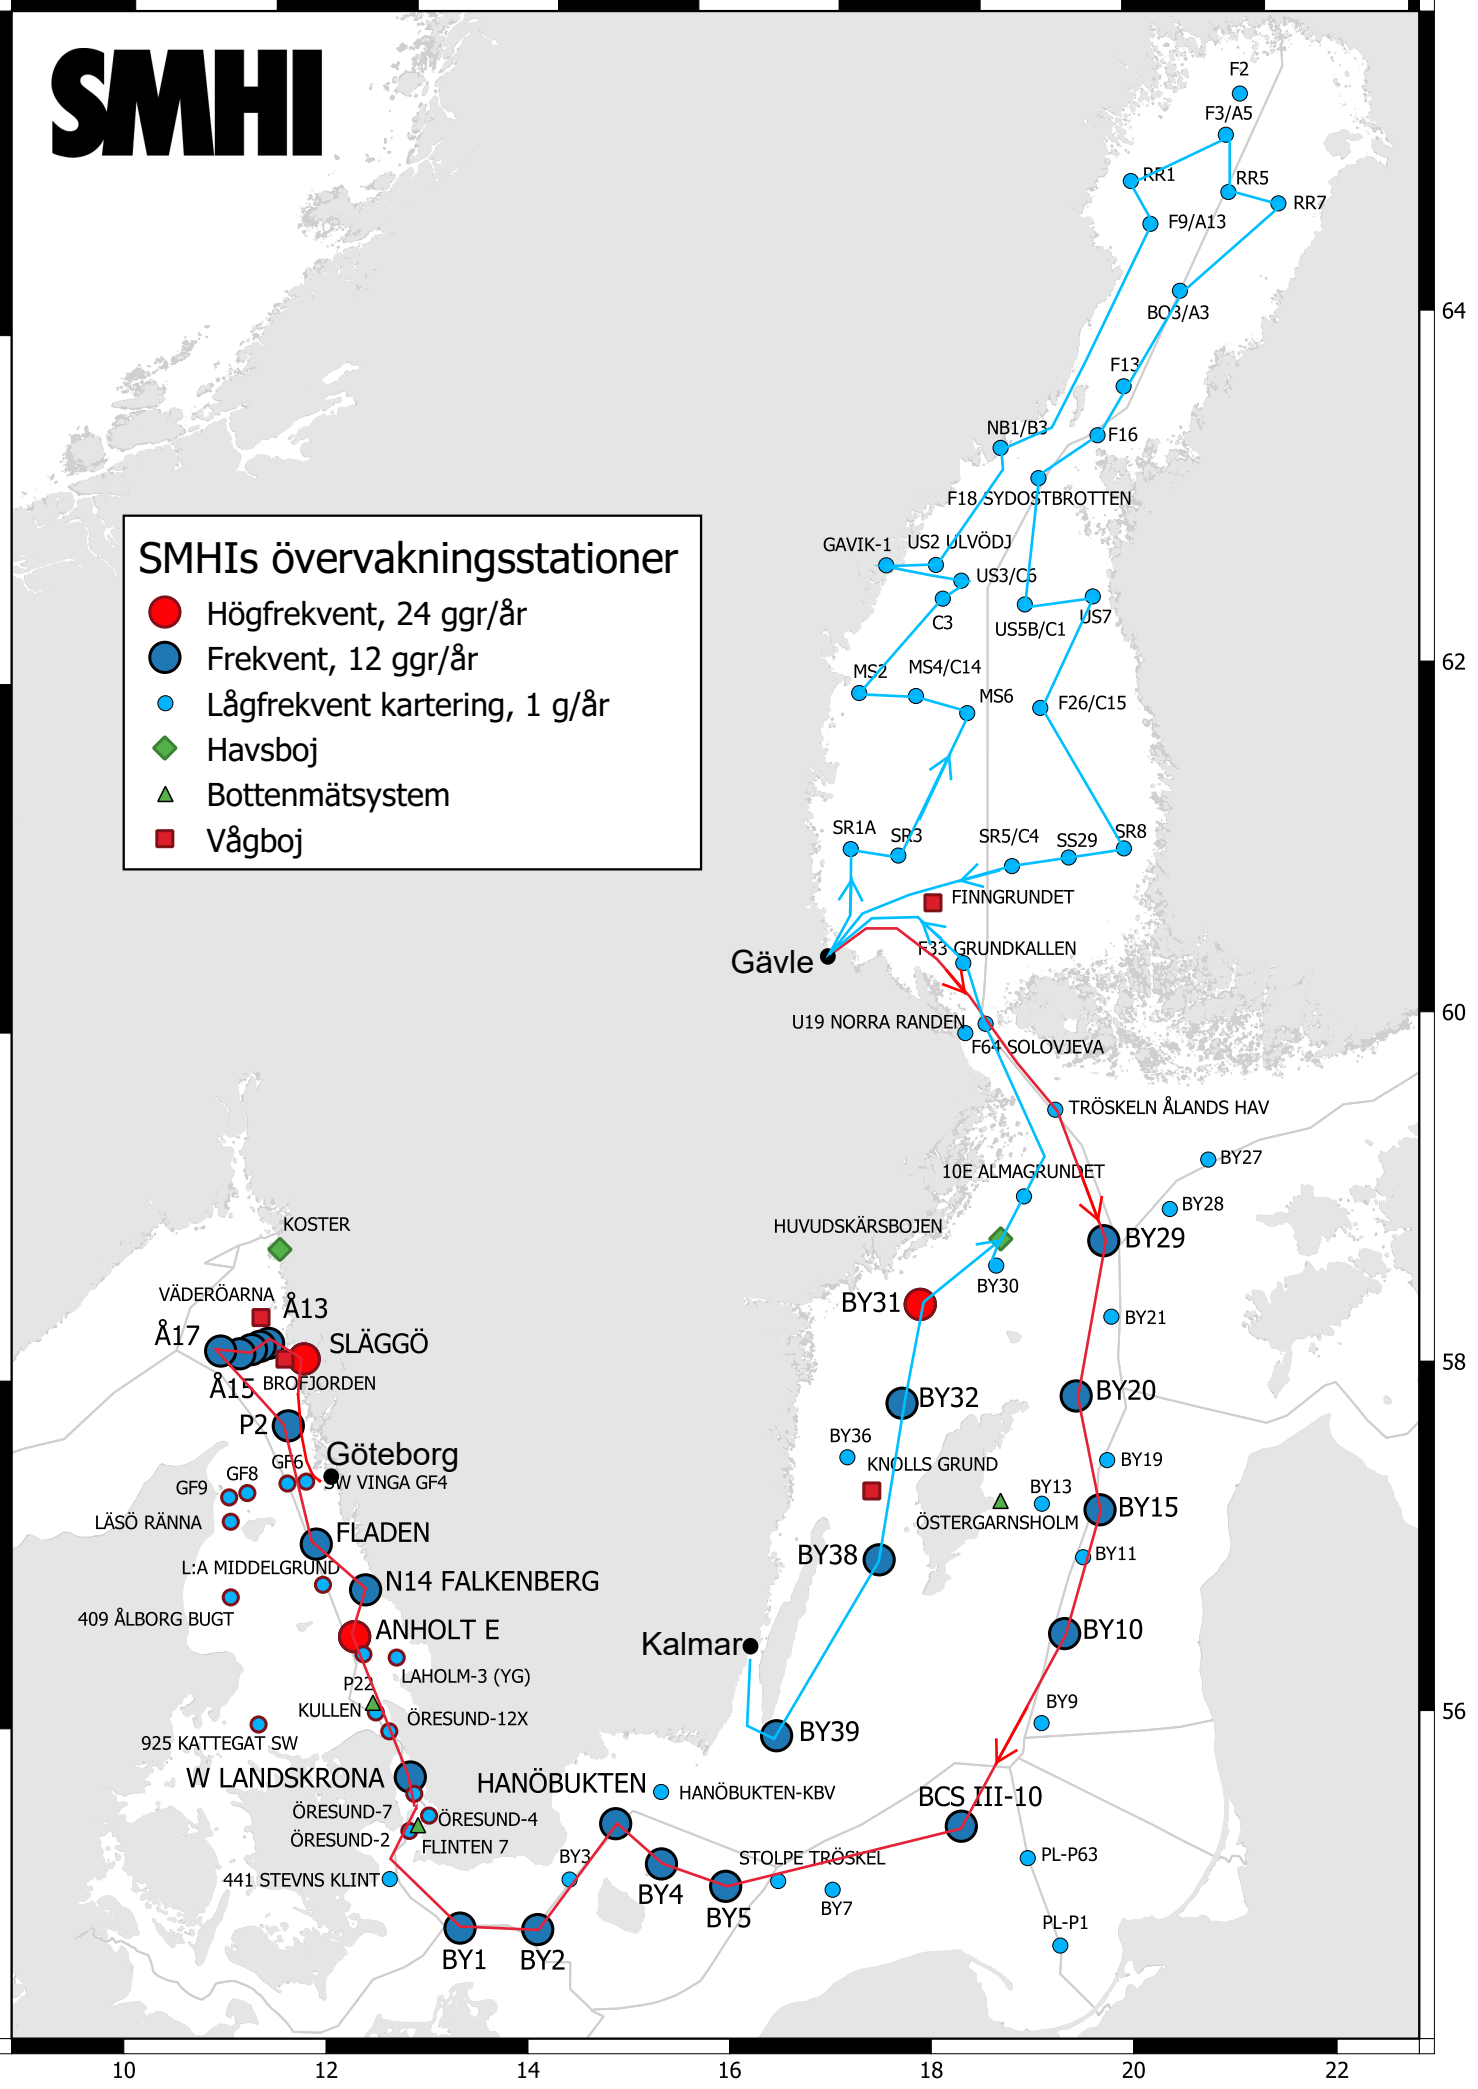 SMHI
F2
F3/A5
RR1
RR5
RR7
F9/A13
BO3/A3
64
F13
F16
NB1/B3
F18 SYDOSTBROTTEN
GAVIK-1
US2 ULVÖDJ
US3/C6
C3
US5B/C1
US7
SMHIs övervakningsstationer
Högfrekvent, 24 ggr/år
Frekvent, 12 ggr/år
Lågfrekvent kartering, 1 g/år
Havsboj
Bottenmätsystem
Vågboj
62
MS2
MS4/C14
MS6
F26/C15
SR1A
SR3
SR5/C4
SS29
SR8
FINNGRUNDET
Gävle
F33 GRUNDKALLEN
60
U19 NORRA RANDEN
F64 SOLOVJEVA
TRÖSKELN ÅLANDS HAV
BY27
10E ALMAGRUNDET
BY28
HUVUDSKÄRSBOJEN
BY29
KOSTER
BY30
VÄDERÖARNA
Å13
BY31
BY21
Å17
SLÄGGÖ
58
Å15
BROFJORDEN
BY32
BY20
P2
BY36
Göteborg
KNOLLS GRUND
BY19
GF6
GF8
SW VINGA GF4
GF9
BY13
BY15
LÄSÖ RÄNNA
ÖSTERGARNSHOLM
FLADEN
BY38
BY11
L:A MIDDELGRUND
N14 FALKENBERG
409 ÅLBORG BUGT
ANHOLT E
Kalmar
BY10
P22
LAHOLM-3 (YG)
KULLEN
ÖRESUND-12X
BY9
56
925 KATTEGAT SW
BY39
W LANDSKRONA
HANÖBUKTEN
HANÖBUKTEN-KBV
BCS III-10
ÖRESUND-7
ÖRESUND-4
ÖRESUND-2
FLINTEN 7
BY3
STOLPE TRÖSKEL
PL-P63
441 STEVNS KLINT
BY4
BY7
BY5
PL-P1
BY1
BY2
10
12
14
16
18
20
22